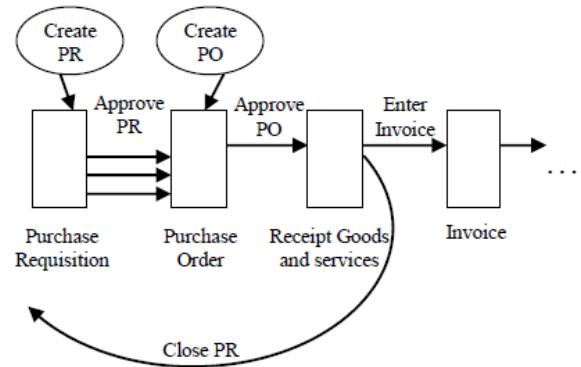 Create
PR
Create
PO
Approve
PR
Approve
PO
Enter
Invoice
Purchase
Requisition
Purchase
Order
Receipt Goods
and services
Invoice
...
Close PR